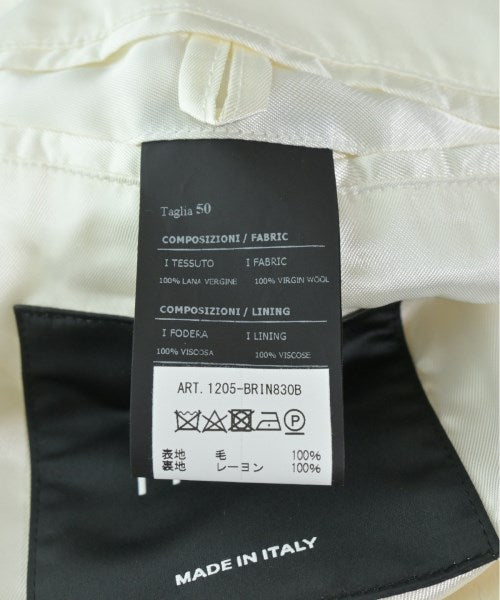 Taglia 50
COMPOSIZIONI / FABRIC
I TESSUTO I FABRIC
100% LANA VERGINE 100% VIRGIN WOOL
COMPOSIZIONI / LINING
I FODERA I LINING
100% VISCOSA 100% VISCOSE
ART. 1205-BRIN830B
表地 毛 100%
裏地 レーヨン 100%
MADE IN ITALY